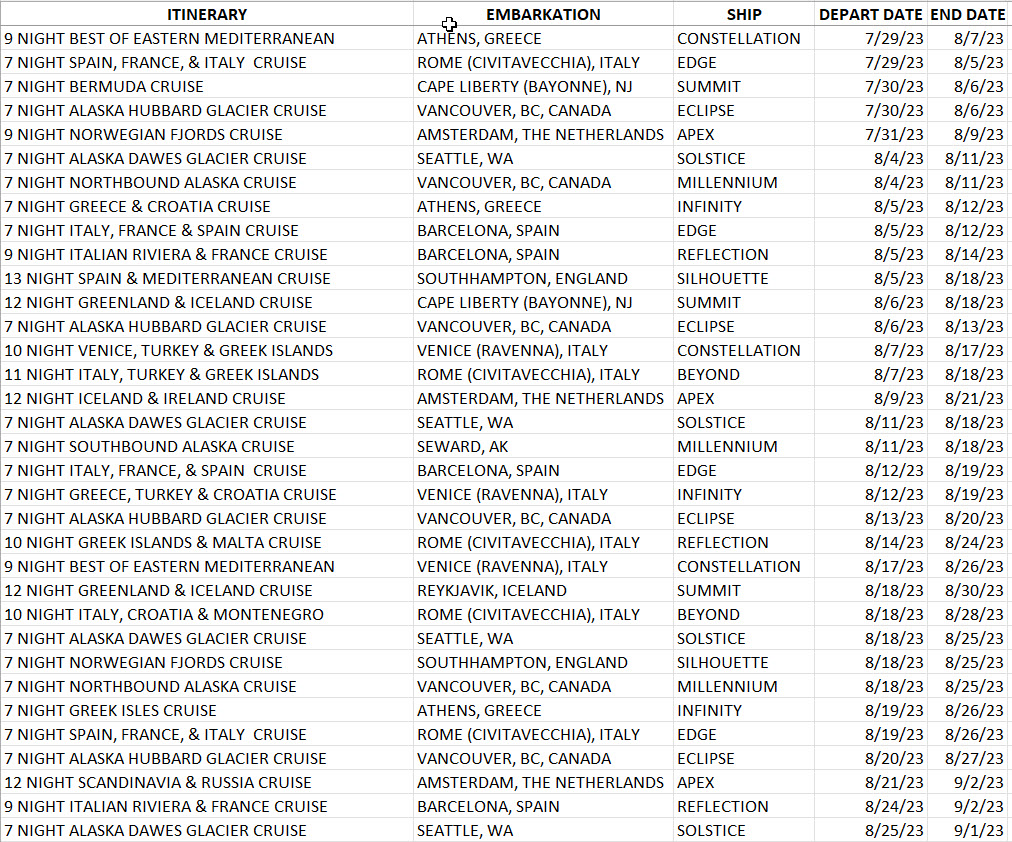 ITINERARY EMBARKATION SHIP DEPART DATE END DATE
9 NIGHT BEST OF EASTERN MEDITERRANEAN ATHENS, GREECE CONSTELLATION 7/29/23 8/7/23
7 NIGHT SPAIN, FRANCE, & ITALY  CRUISE ROME (CIVITAVECCHIA), ITALY EDGE 7/29/23 8/5/23
7 NIGHT BERMUDA CRUISE CAPE LIBERTY (BAYONNE), NJ SUMMIT 7/30/23 8/6/23
7 NIGHT ALASKA HUBBARD GLACIER CRUISE VANCOUVER, BC, CANADA ECLIPSE 7/30/23 8/6/23
9 NIGHT NORWEGIAN FJORDS CRUISE AMSTERDAM, THE NETHERLANDS APEX 7/31/23 8/9/23
7 NIGHT ALASKA DAWES GLACIER CRUISE SEATTLE, WA SOLSTICE 8/4/23 8/11/23
7 NIGHT NORTHBOUND ALASKA CRUISE VANCOUVER, BC, CANADA MILLENNIUM 8/4/23 8/11/23
7 NIGHT GREECE & CROATIA CRUISE ATHENS, GREECE INFINITY 8/5/23 8/12/23
7 NIGHT ITALY, FRANCE & SPAIN CRUISE BARCELONA, SPAIN EDGE 8/5/23 8/12/23
9 NIGHT ITALIAN RIVIERA & FRANCE CRUISE BARCELONA, SPAIN REFLECTION 8/5/23 8/14/23
13 NIGHT SPAIN & MEDITERRANEAN CRUISE SOUTHHAMPTON, ENGLAND SILHOUETTE 8/5/23 8/18/23
12 NIGHT GREENLAND & ICELAND CRUISE CAPE LIBERTY (BAYONNE), NJ SUMMIT 8/6/23 8/18/23
7 NIGHT ALASKA HUBBARD GLACIER CRUISE VANCOUVER, BC, CANADA ECLIPSE 8/6/23 8/13/23
10 NIGHT VENICE, TURKEY & GREEK ISLANDS VENICE (RAVENNA), ITALY CONSTELLATION 8/7/23 8/17/23
11 NIGHT ITALY, TURKEY & GREEK ISLANDS ROME (CIVITAVECCHIA), ITALY BEYOND 8/7/23 8/18/23
12 NIGHT ICELAND & IRELAND CRUISE AMSTERDAM, THE NETHERLANDS APEX 8/9/23 8/21/23
7 NIGHT ALASKA DAWES GLACIER CRUISE SEATTLE, WA SOLSTICE 8/11/23 8/18/23
7 NIGHT SOUTHBOUND ALASKA CRUISE SEWARD, AK MILLENNIUM 8/11/23 8/18/23
7 NIGHT ITALY, FRANCE, & SPAIN  CRUISE BARCELONA, SPAIN EDGE 8/12/23 8/19/23
7 NIGHT GREECE, TURKEY & CROATIA CRUISE VENICE (RAVENNA), ITALY INFINITY 8/12/23 8/19/23
7 NIGHT ALASKA HUBBARD GLACIER CRUISE VANCOUVER, BC, CANADA ECLIPSE 8/13/23 8/20/23
10 NIGHT GREEK ISLANDS & MALTA CRUISE ROME (CIVITAVECCHIA), ITALY REFLECTION 8/14/23 8/24/23
9 NIGHT BEST OF EASTERN MEDITERRANEAN VENICE (RAVENNA), ITALY CONSTELLATION 8/17/23 8/26/23
12 NIGHT GREENLAND & ICELAND CRUISE REYKJAVIK, ICELAND SUMMIT 8/18/23 8/30/23
10 NIGHT ITALY, CROATIA & MONTENEGRO ROME (CIVITAVECCHIA), ITALY BEYOND 8/18/23 8/28/23
7 NIGHT ALASKA DAWES GLACIER CRUISE SEATTLE, WA SOLSTICE 8/18/23 8/25/23
7 NIGHT NORWEGIAN FJORDS CRUISE SOUTHHAMPTON, ENGLAND SILHOUETTE 8/18/23 8/25/23
7 NIGHT NORTHBOUND ALASKA CRUISE VANCOUVER, BC, CANADA MILLENNIUM 8/18/23 8/25/23
7 NIGHT GREEK ISLES CRUISE ATHENS, GREECE INFINITY 8/19/23 8/26/23
7 NIGHT SPAIN, FRANCE, & ITALY  CRUISE ROME (CIVITAVECCHIA), ITALY EDGE 8/19/23 8/26/23
7 NIGHT ALASKA HUBBARD GLACIER CRUISE VANCOUVER, BC, CANADA ECLIPSE 8/20/23 8/27/23
12 NIGHT SCANDINAVIA & RUSSIA CRUISE AMSTERDAM, THE NETHERLANDS APEX 8/21/23 9/2/23
9 NIGHT ITALIAN RIVIERA & FRANCE CRUISE BARCELONA, SPAIN REFLECTION 8/24/23 9/2/23
7 NIGHT ALASKA DAWES GLACIER CRUISE SEATTLE, WA SOLSTICE 8/25/23 9/1/23